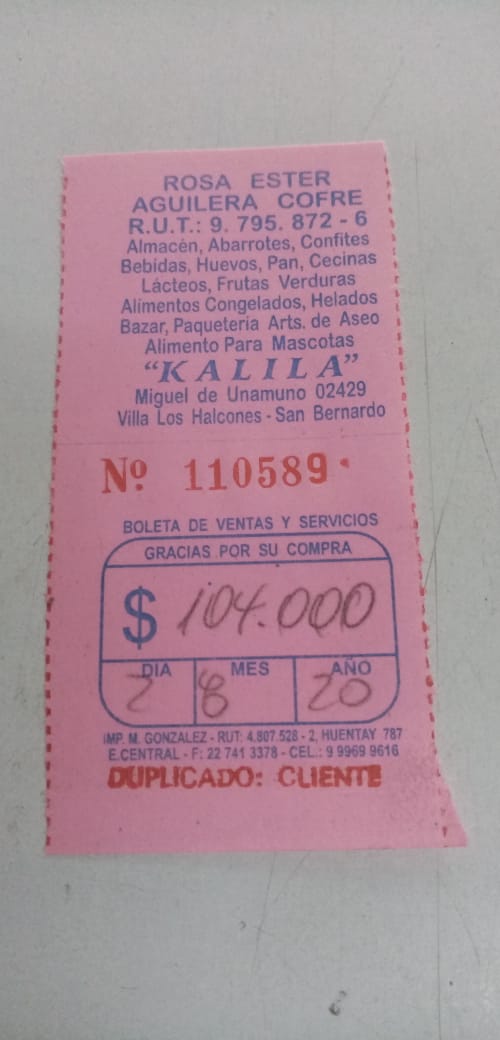 ROSA ESTER
AGUILERA COFRE
R.U.T.: 9. 795. 872 - 6
Almacén, Abarrotes, Confites
Bebidas, Huevos, Pan, Cecinas
Lácteos, Frutas Verduras
Alimentos Congelados, Helados
Bazar, Paquetería Arts. de Aseo
Alimento Para Mascotas
"KALILA"
Miguel de Unamuno 02429
Villa Los Halcones - San Bernardo
Nº 110589
BOLETA DE VENTAS Y SERVICIOS
GRACIAS POR SU COMPRA
$ 104.000
DIA MES AÑO
2 8 20
IMP. M. GONZALEZ - RUT: 4.807.528 - 2, HUENTAY 787
E.CENTRAL - F: 22 741 3378 - CEL.: 9 9969 9616
DUPLICADO: CLIENTE